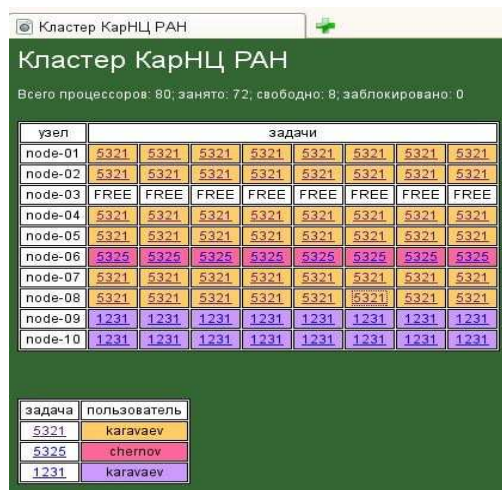 Кластер КарНЦ РАН
Кластер КарНЦ РАН
Всего процессоров: 80; занято: 72; свободно: 8; заблокировано: 0
узел задачи
node-01 5321 5321 5321 5321 5321 5321 5321 5321
node-02 5321 5321 5321 5321 5321 5321 5321 5321
node-03 FREE FREE FREE FREE FREE FREE FREE FREE
node-04 5321 5321 5321 5321 5321 5321 5321 5321
node-05 5321 5321 5321 5321 5321 5321 5321 5321
node-06 5325 5325 5325 5325 5325 5325 5325 5325
node-07 5321 5321 5321 5321 5321 5321 5321 5321
node-08 5321 5321 5321 5321 5321 5321 5321 5321
node-09 1231 1231 1231 1231 1231 1231 1231 1231
node-10 1231 1231 1231 1231 1231 1231 1231 1231
задача пользователь
5321 karavaev
5325 chernov
1231 karavaev